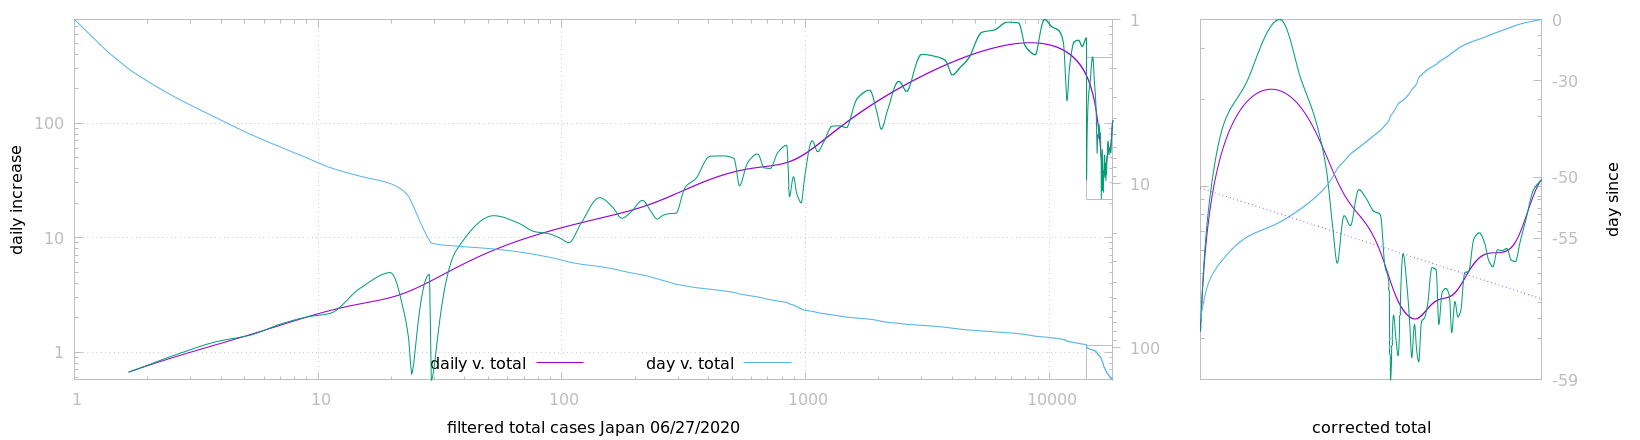 daily increase
100
10
1
1
10
100
1
10
100
1000
10000
daily v. total
day v. total
filtered total cases Japan 06/27/2020
0
-30
-50
-55
-59
day since
corrected total